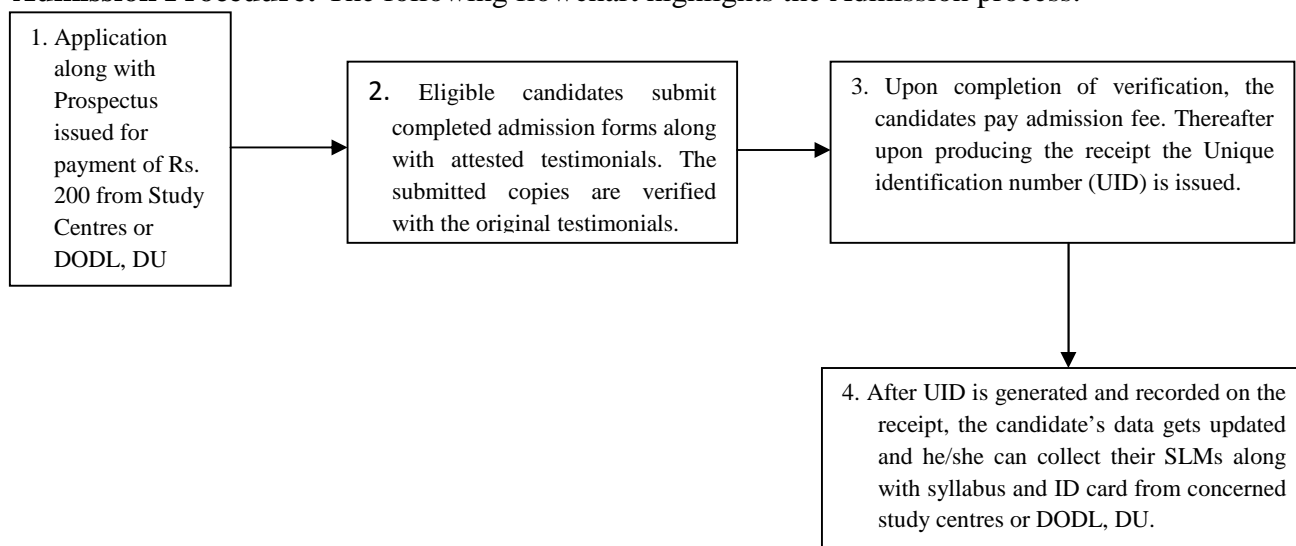 Admission Procedure: The following flowchart highlights the Admission process:
1. Application
along with
Prospectus
issued for
payment of Rs.
200 from Study
Centres or
DODL, DU
2. Eligible candidates submit
completed admission forms along
with attested testimonials. The
submitted copies are verified
with the original testimonials.
3. Upon completion of verification, the
candidates pay admission fee. Thereafter
upon producing the receipt the Unique
identification number (UID) is issued.
4. After UID is generated and recorded on the
receipt, the candidate’s data gets updated
and he/she can collect their SLMs along
with syllabus and ID card from concerned
study centres or DODL, DU.